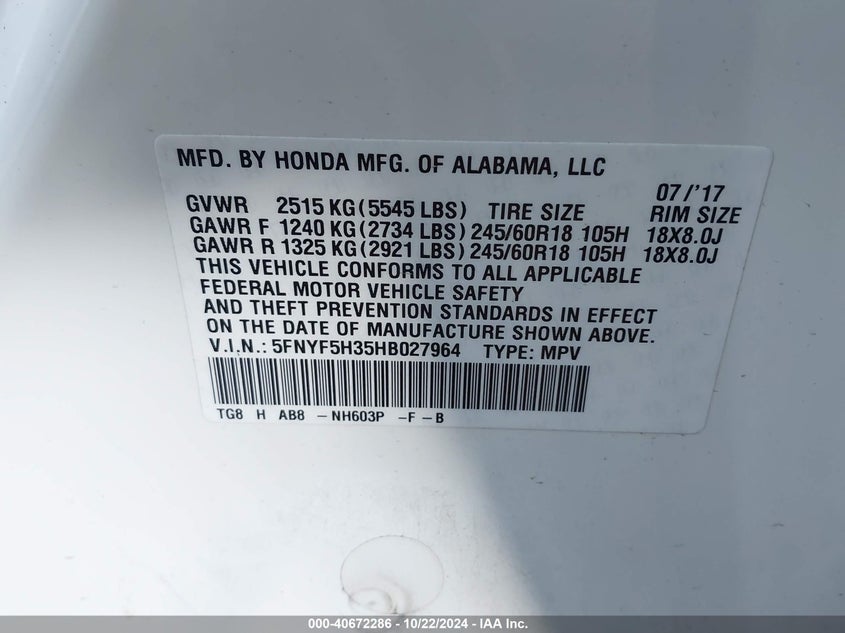 MFD. BY HONDA MFG. OF ALABAMA, LLC
07/'17
GVWR 2515 KG (5545 LBS) TIRE SIZE RIM SIZE
GAWR F 1240 KG (2734 LBS) 245/60R18 105H 18X8.0J
GAWR R 1325 KG (2921 LBS) 245/60R18 105H 18X8.0J
THIS VEHICLE CONFORMS TO ALL APPLICABLE
FEDERAL MOTOR VEHICLE SAFETY
AND THEFT PREVENTION STANDARDS IN EFFECT
ON THE DATE OF MANUFACTURE SHOWN ABOVE.
V.I.N.: 5FNYF5H35HB027964 TYPE: MPV
TG8 H AB8 - NH603P -F-B
000-40672286 - 10/22/2024 - IAA Inc.